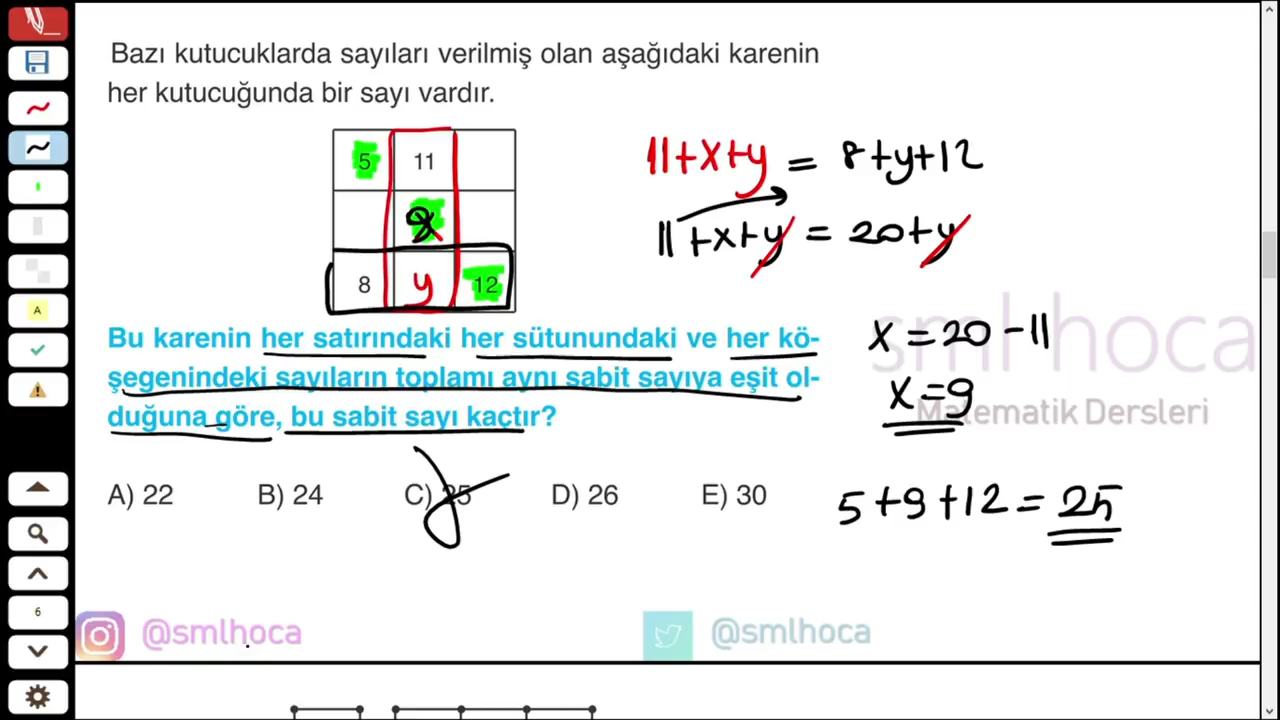 Bazı kutucuklarda sayıları verilmiş olan aşağıdaki karenin
her kutucuğunda bir sayı vardır.
5 11
9x
8 y 12
11+x+y = 8+y+12
11+x+y = 20+y
x = 20-11
x=9
smlhoca
Matematik Dersleri
Bu karenin her satırındaki her sütunundaki ve her kö-
şegenindeki sayıların toplamı aynı sabit sayıya eşit ol-
duğuna göre, bu sabit sayı kaçtır?
A) 22 B) 24 C) 25 D) 26 E) 30
5+9+12=25
@smlhoca @smlhoca
A
6